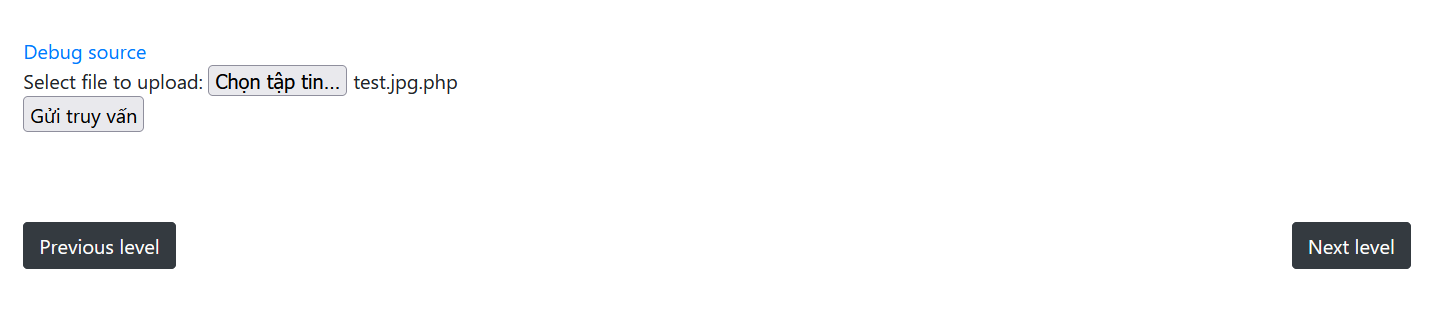 Debug source
Select file to upload: Chọn tập tin... test.jpg.php
Gửi truy vấn
Previous level Next level